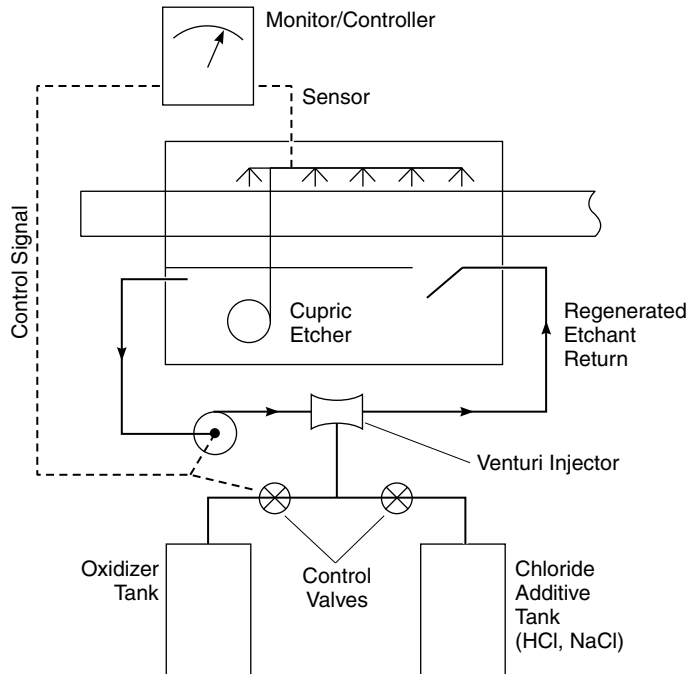 Monitor/Controller
Sensor
Control Signal
Cupric
Etcher
Regenerated
Etchant
Return
Venturi Injector
Oxidizer
Tank
Control
Valves
Chloride
Additive
Tank
(HCl, NaCl)